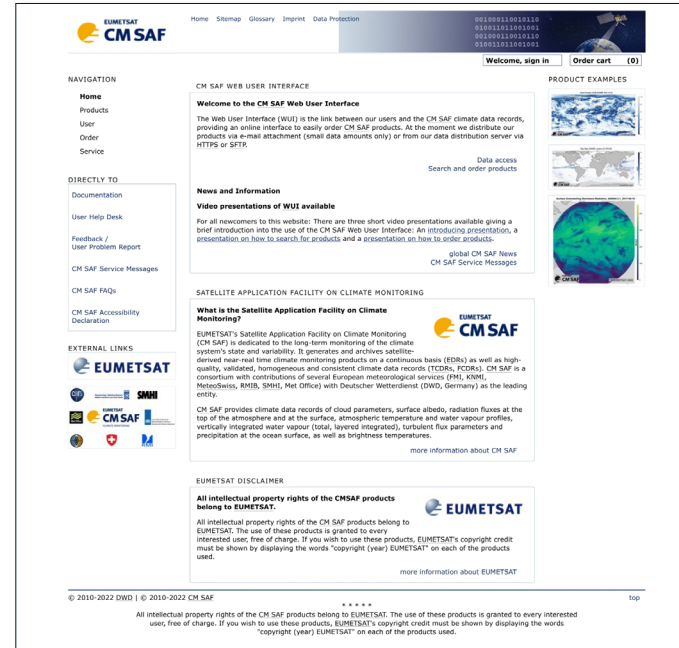 EUMETSAT
CM SAF
Home Sitemap Glossary Imprint Data Protection
001000110010110
010011011001001
001000110010110
010011011001001
Welcome, sign in
Order cart (0)
NAVIGATION
Home
Products
User
Order
Service
DIRECTLY TO
Documentation
User Help Desk
Feedback /
User Problem Report
CM SAF Service Messages
CM SAF FAQs
CM SAF Accessibility
Declaration
EXTERNAL LINKS
EUMETSAT
SMHI
EUMETSAT
CM SAF
CM SAF WEB USER INTERFACE
Welcome to the CM SAF Web User Interface
The Web User Interface (WUI) is the link between our users and the CM SAF climate data records,
providing an online interface to easily order CM SAF products. At the moment we distribute our
products via e-mail attachment (small data amounts only) or from our data distribution server via
HTTPS or SFTP.
Data access
Search and order products
News and Information
Video presentations of WUI available
For all newcomers to this website: There are three short video presentations available giving a
brief introduction into the use of the CM SAF Web User Interface: An introducing presentation, a
presentation on how to search for products and a presentation on how to order products.
global CM SAF News
CM SAF Service Messages
SATELLITE APPLICATION FACILITY ON CLIMATE MONITORING
What is the Satellite Application Facility on Climate
Monitoring?
EUMETSAT
CM SAF
EUMETSAT's Satellite Application Facility on Climate Monitoring
(CM SAF) is dedicated to the long-term monitoring of the climate
system's state and variability. It generates and archives satellite-
derived near-real time climate monitoring products on a continuous basis (EDRs) as well as high-
quality, validated, homogeneous and consistent climate data records (TCDRs, FCDRs). CM SAF is a
consortium with contributions of several European meteorological services (FMI, KNMI,
MeteoSwiss, RMIB, SMHI, Met Office) with Deutscher Wetterdienst (DWD, Germany) as the leading
entity.
CM SAF provides climate data records of cloud parameters, surface albedo, radiation fluxes at the
top of the atmosphere and at the surface, atmospheric temperature and water vapour profiles,
vertically integrated water vapour (total, layered integrated), turbulent flux parameters and
precipitation at the ocean surface, as well as brightness temperatures.
more information about CM SAF
EUMETSAT DISCLAIMER
All intellectual property rights of the CMSAF products
belong to EUMETSAT.
EUMETSAT
All intellectual property rights of the CM SAF products belong to
EUMETSAT. The use of these products is granted to every
interested user, free of charge. If you wish to use these products, EUMETSAT's copyright credit
must be shown by displaying the words "copyright (year) EUMETSAT" on each of the products
used.
more information about EUMETSAT
PRODUCT EXAMPLES
CM SAF
© 2010-2022 DWD | © 2010-2022 CM SAF
top
* * * * *
All intellectual property rights of the CM SAF products belong to EUMETSAT. The use of these products is granted to every interested
user, free of charge. If you wish to use these products, EUMETSAT's copyright credit must be shown by displaying the words
"copyright (year) EUMETSAT" on each of the products used.